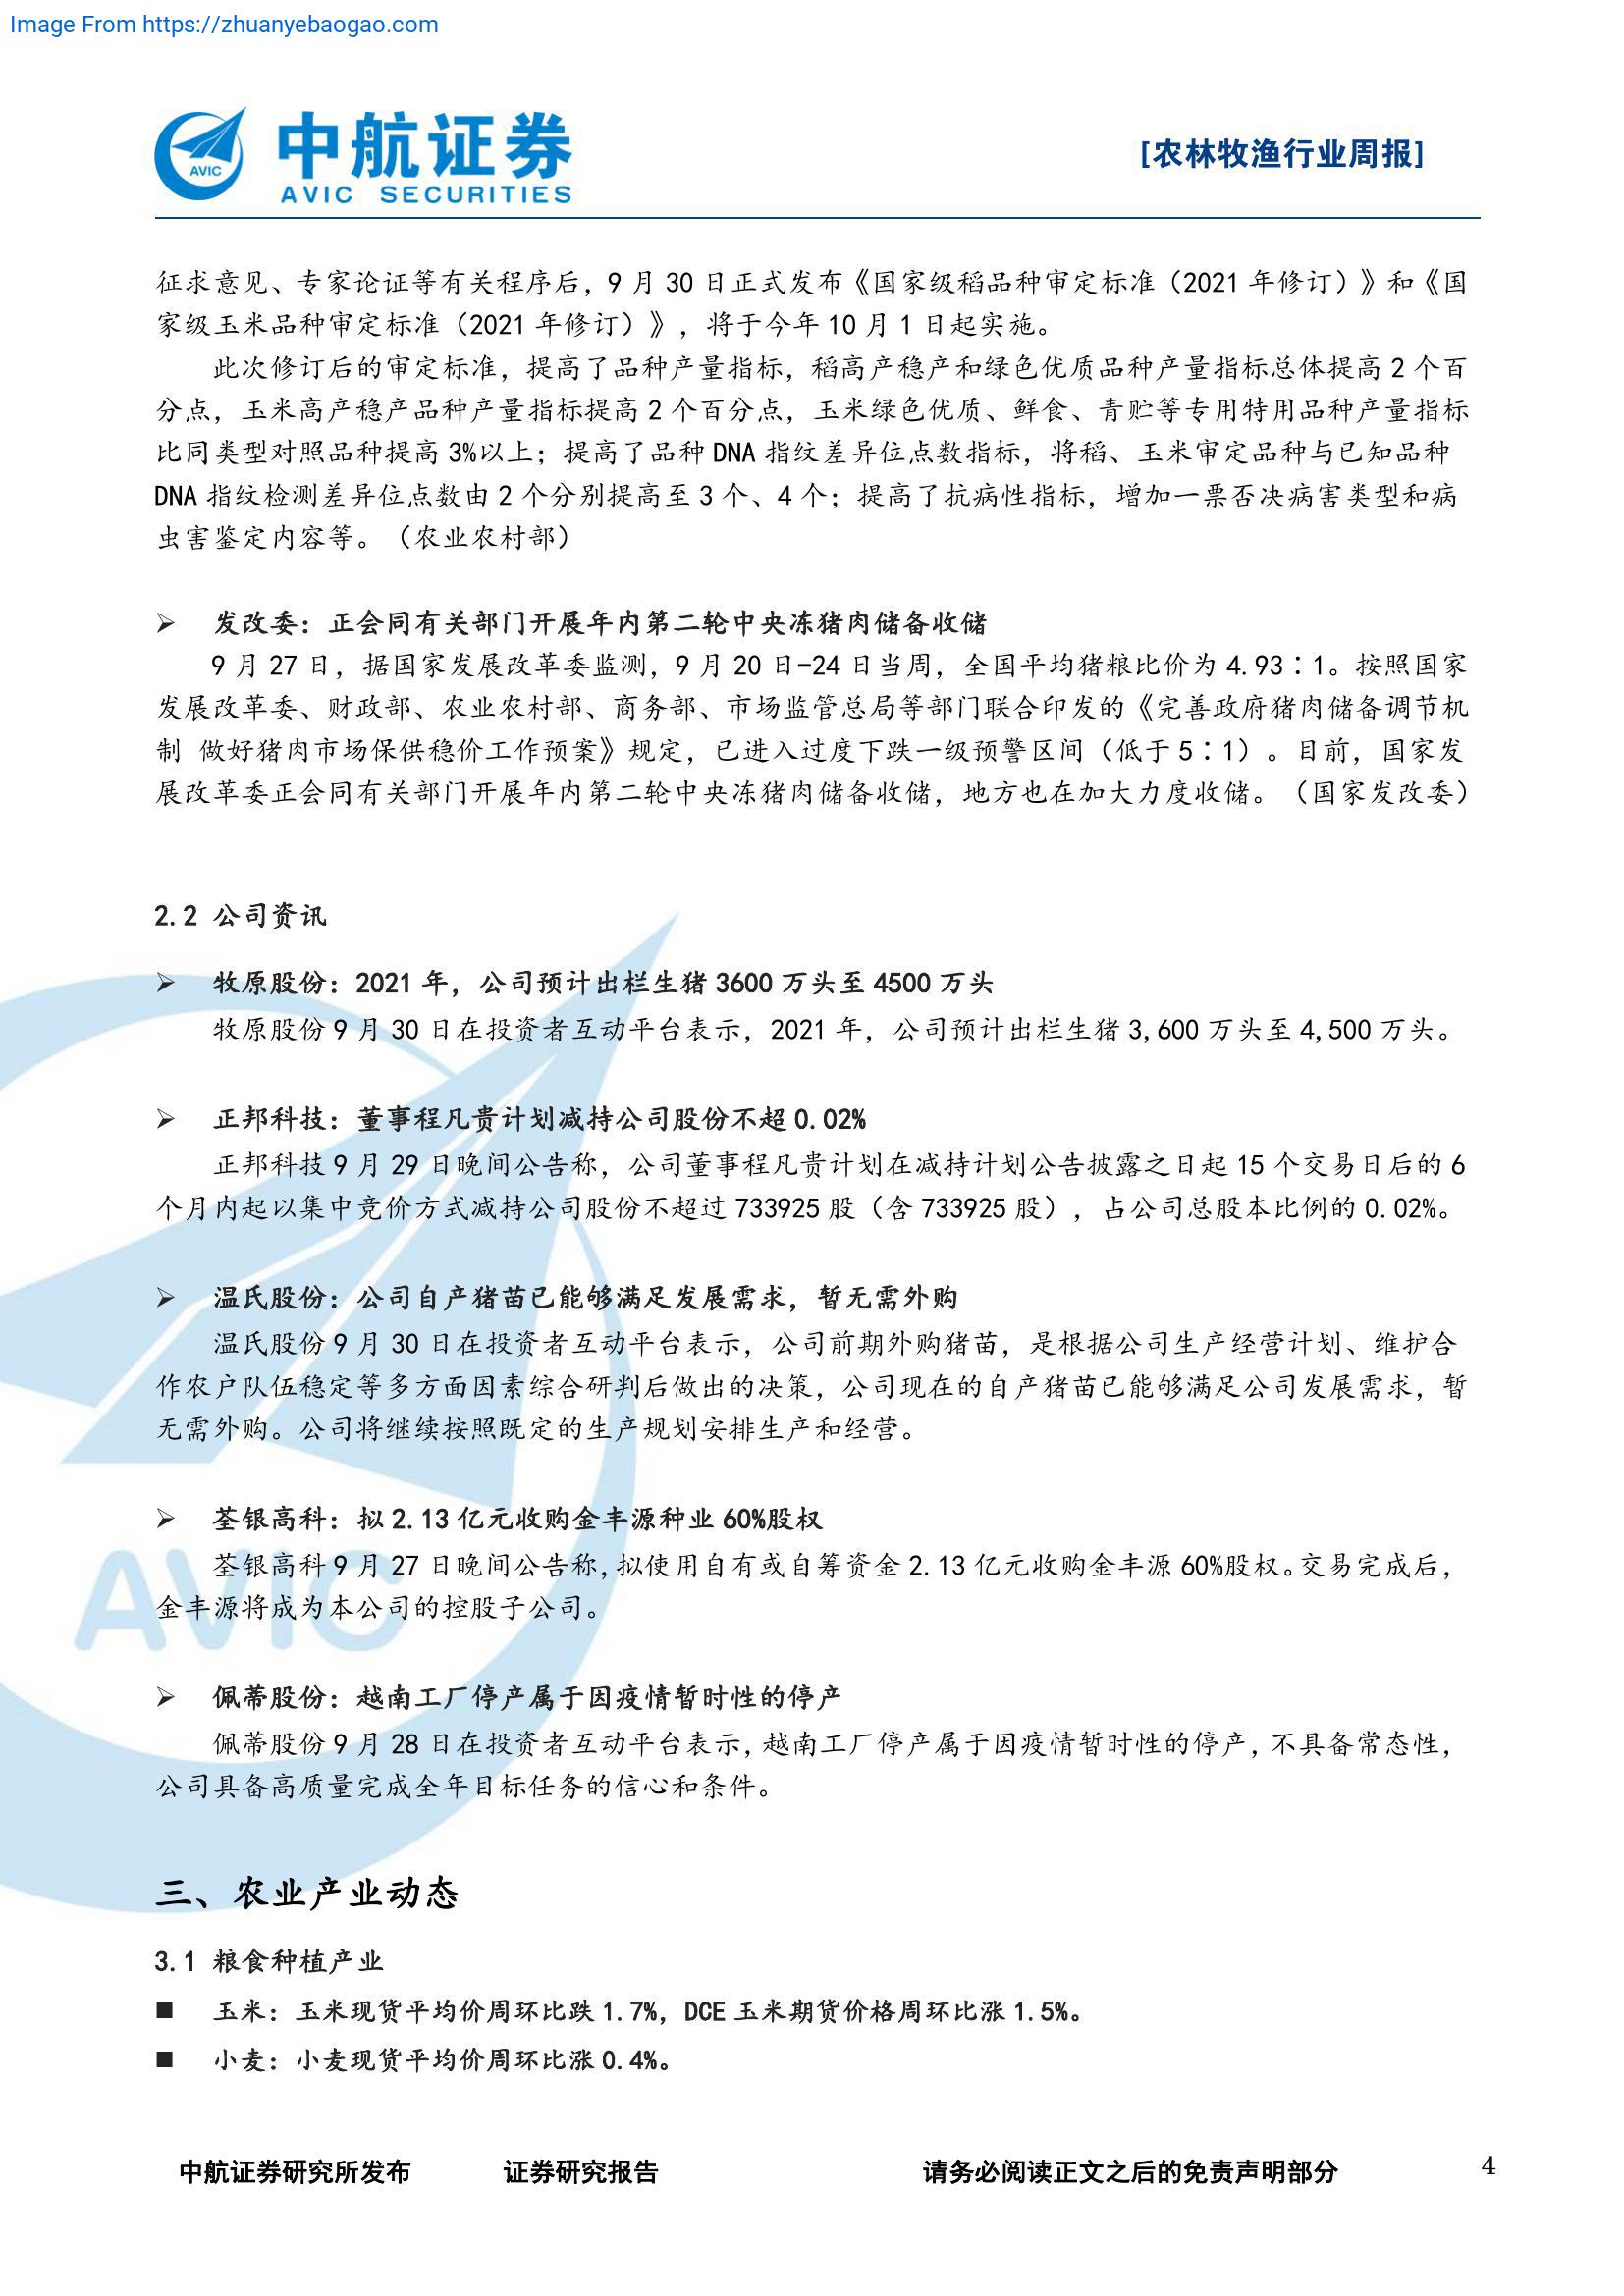 Image From https://zhuanyebaogao.com
AVIC
中航证券
AVIC SECURITIES
[农林牧渔行业周报]
征求意见、专家论证等有关程序后，9 月 30 日正式发布《国家级稻品种审定标准（2021 年修订）》和《国
家级玉米品种审定标准（2021 年修订）》，将于今年 10 月 1 日起实施。
此次修订后的审定标准，提高了品种产量指标，稻高产稳产和绿色优质品种产量指标总体提高 2 个百
分点，玉米高产稳产品种产量指标提高 2 个百分点，玉米绿色优质、鲜食、青贮等专用特用品种产量指标
比同类型对照品种提高 3%以上；提高了品种 DNA 指纹差异位点数指标，将稻、玉米审定品种与已知品种
DNA 指纹检测差异位点数由 2 个分别提高至 3 个、4 个；提高了抗病性指标，增加一票否决病害类型和病
虫害鉴定内容等。（农业农村部）
➢ 发改委：正会同有关部门开展年内第二轮中央冻猪肉储备收储
9 月 27 日，据国家发展改革委监测，9 月 20 日-24 日当周，全国平均猪粮比价为 4.93∶1。按照国家
发展改革委、财政部、农业农村部、商务部、市场监管总局等部门联合印发的《完善政府猪肉储备调节机
制 做好猪肉市场保供稳价工作预案》规定，已进入过度下跌一级预警区间（低于 5∶1）。目前，国家发
展改革委正会同有关部门开展年内第二轮中央冻猪肉储备收储，地方也在加大力度收储。（国家发改委）
2.2 公司资讯
➢ 牧原股份：2021 年，公司预计出栏生猪 3600 万头至 4500 万头
牧原股份 9 月 30 日在投资者互动平台表示，2021 年，公司预计出栏生猪 3,600 万头至 4,500 万头。
➢ 正邦科技：董事程凡贵计划减持公司股份不超 0.02%
正邦科技 9 月 29 日晚间公告称，公司董事程凡贵计划在减持计划公告披露之日起 15 个交易日后的 6
个月内起以集中竞价方式减持公司股份不超过 733925 股（含 733925 股），占公司总股本比例的 0.02%。
➢ 温氏股份：公司自产猪苗已能够满足发展需求，暂无需外购
温氏股份 9 月 30 日在投资者互动平台表示，公司前期外购猪苗，是根据公司生产经营计划、维护合
作农户队伍稳定等多方面因素综合研判后做出的决策，公司现在的自产猪苗已能够满足公司发展需求，暂
无需外购。公司将继续按照既定的生产规划安排生产和经营。
➢ 荃银高科：拟 2.13 亿元收购金丰源种业 60%股权
荃银高科 9 月 27 日晚间公告称，拟使用自有或自筹资金 2.13 亿元收购金丰源 60%股权。交易完成后，
金丰源将成为本公司的控股子公司。
➢ 佩蒂股份：越南工厂停产属于因疫情暂时性的停产
佩蒂股份 9 月 28 日在投资者互动平台表示，越南工厂停产属于因疫情暂时性的停产，不具备常态性，
公司具备高质量完成全年目标任务的信心和条件。
AVIC
三、农业产业动态
3.1 粮食种植产业
■ 玉米：玉米现货平均价周环比跌 1.7%，DCE 玉米期货价格周环比涨 1.5%。
■ 小麦：小麦现货平均价周环比涨 0.4%。
中航证券研究所发布 证券研究报告 请务必阅读正文之后的免责声明部分 4